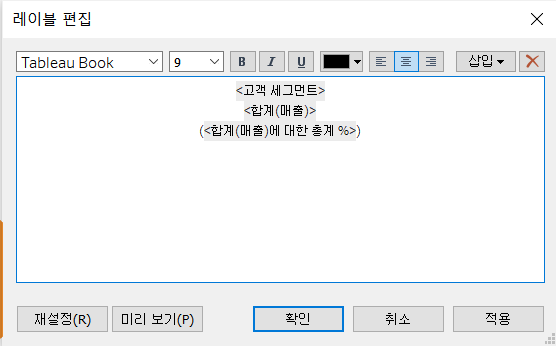 레이블 편집
Tableau Book 9 B I U 삽입
<고객 세그먼트>
<합계(매출)>
(<합계(매출)에 대한 총계 %>)
재설정(R) 미리 보기(P) 확인 취소 적용